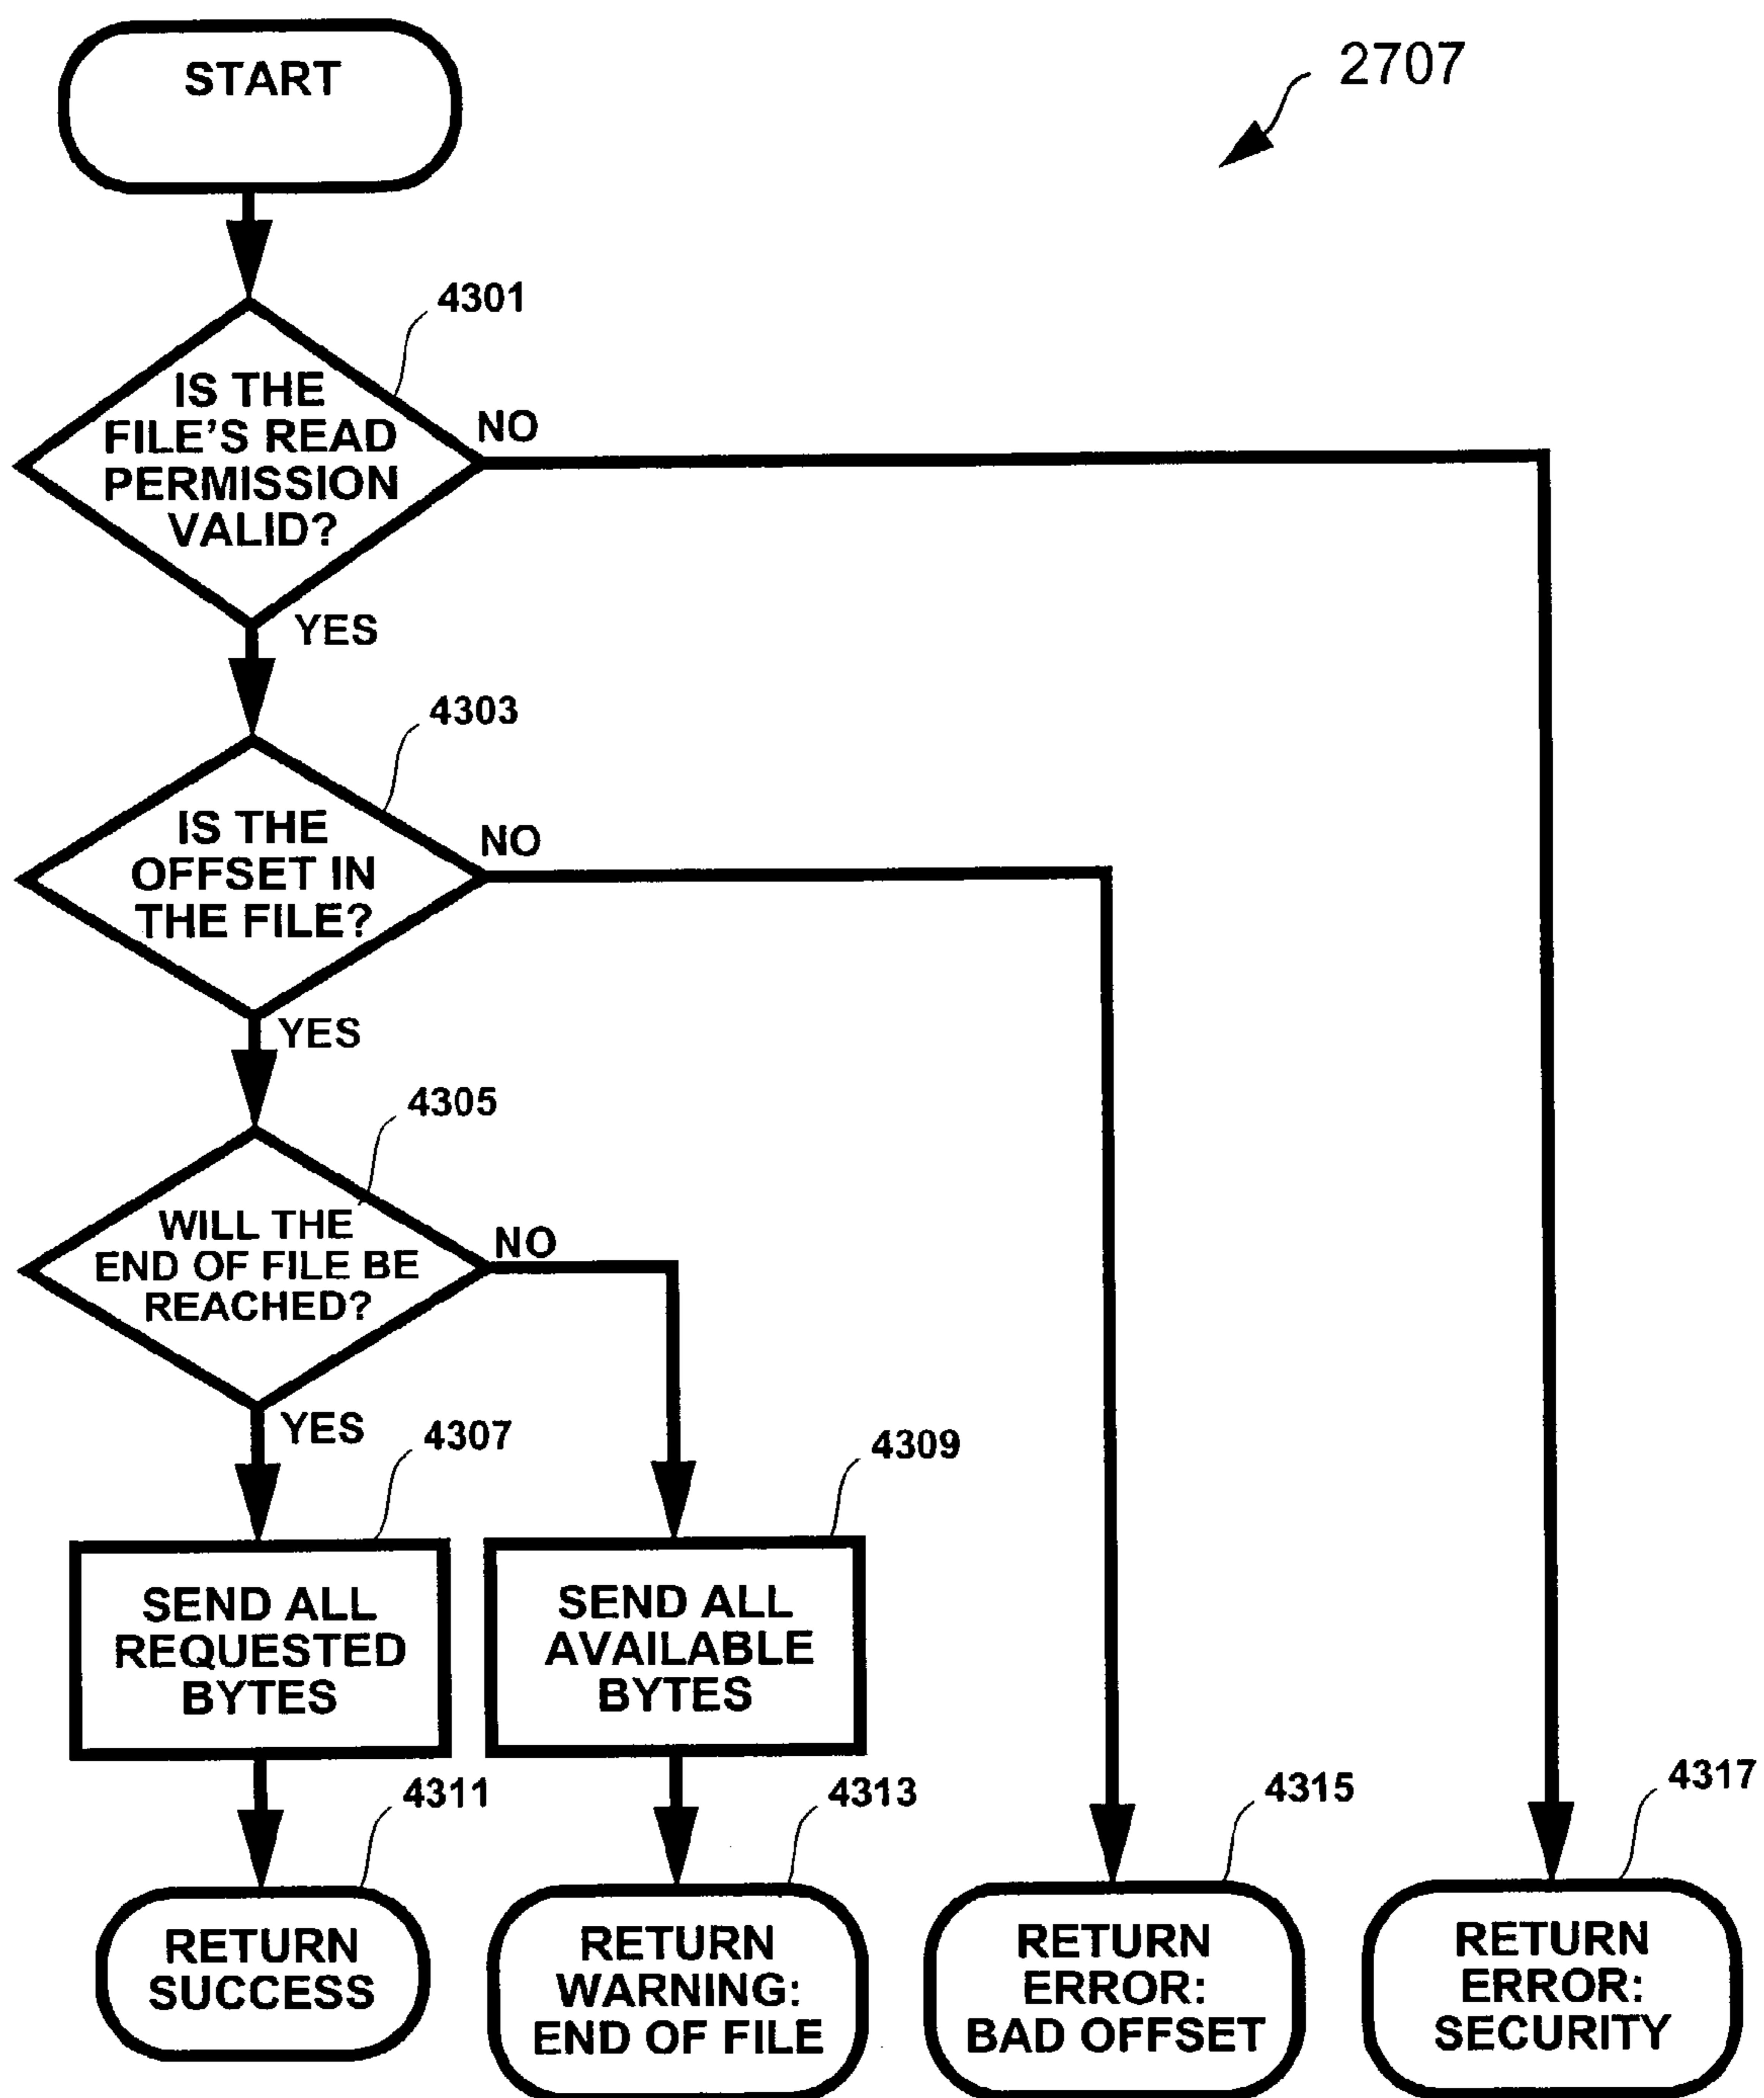 START
2707
4301
IS THE
FILE'S READ
PERMISSION
VALID?
NO
YES
4303
IS THE
OFFSET IN
THE FILE?
NO
YES
4305
WILL THE
END OF FILE BE
REACHED?
NO
YES
4307
4309
SEND ALL
REQUESTED
BYTES
SEND ALL
AVAILABLE
BYTES
4311
4313
4315
4317
RETURN
SUCCESS
RETURN
WARNING:
END OF FILE
RETURN
ERROR:
BAD OFFSET
RETURN
ERROR:
SECURITY